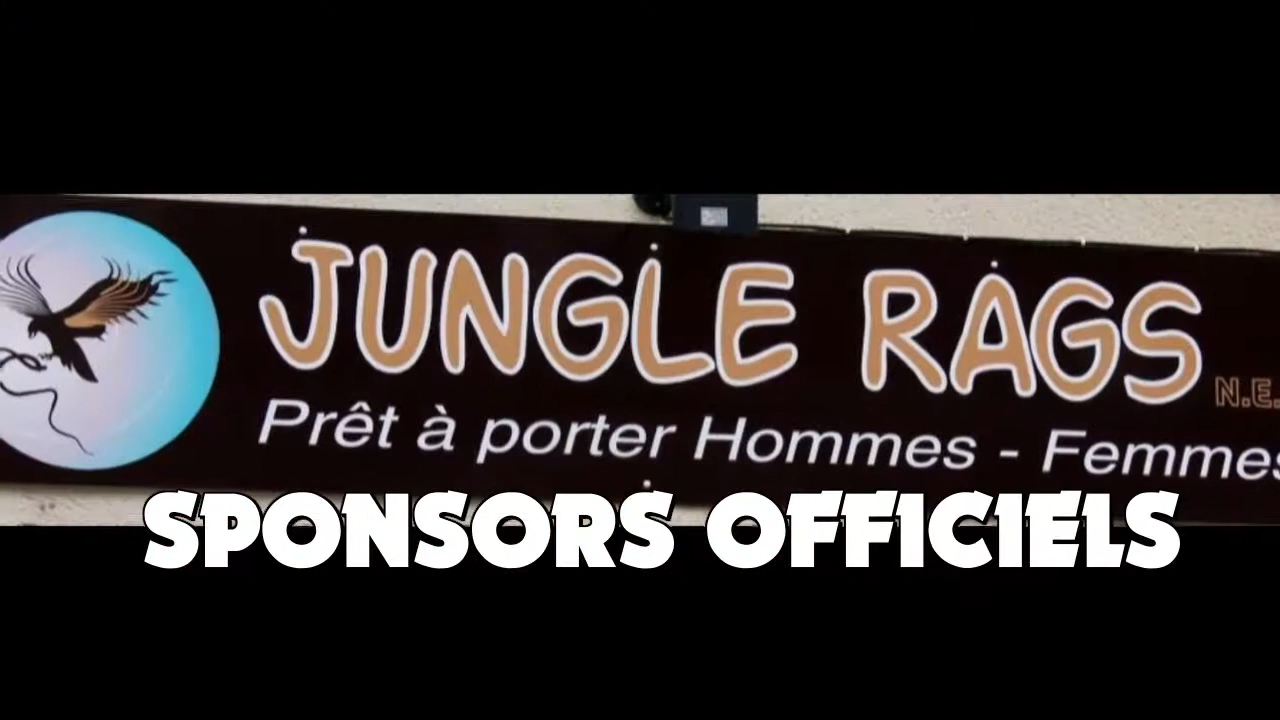 JUNGLE RAGS N.E.
Prêt à porter Hommes - Femmes
SPONSORS OFFICIELS